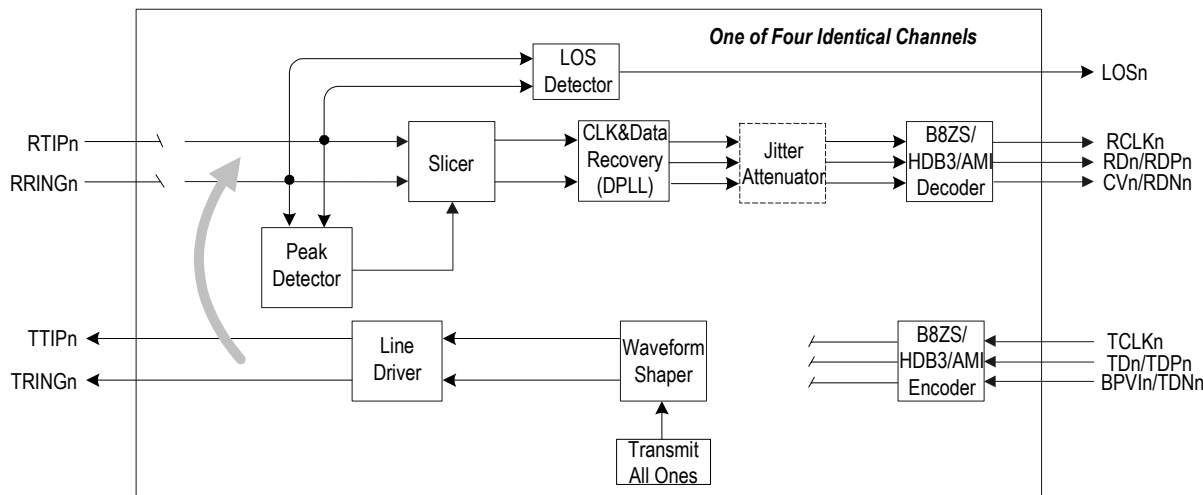 One of Four Identical Channels
LOS
Detector
LOSn
RTIPn
RRINGn
Slicer
CLK&Data
Recovery
(DPLL)
Jitter
Attenuator
B8ZS/
HDB3/AMI
Decoder
RCLKn
RDn/RDPn
CVn/RDNn
Peak
Detector
TTIPn
TRINGn
Line
Driver
Waveform
Shaper
B8ZS/
HDB3/AMI
Encoder
TCLKn
TDn/TDPn
BPVIn/TDNn
Transmit
All Ones